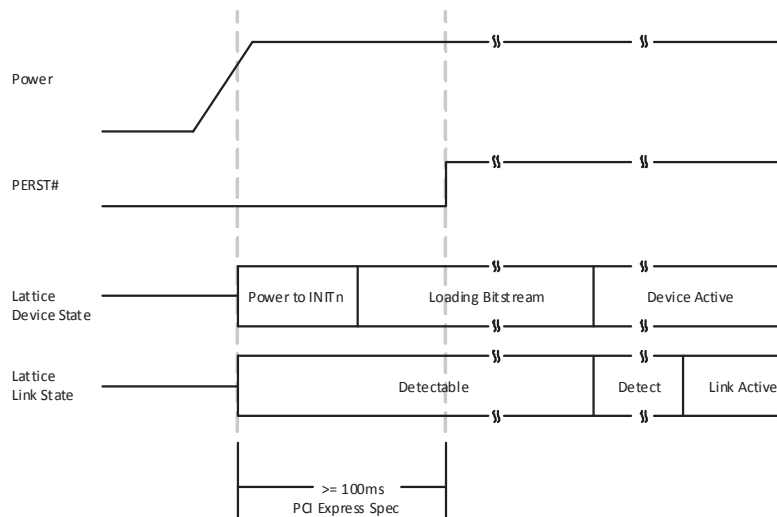 Power
PERST#
Lattice
Device State
Power to INITn
Loading Bitstream
Device Active
Lattice
Link State
Detectable
Detect
Link Active
>= 100ms
PCI Express Spec